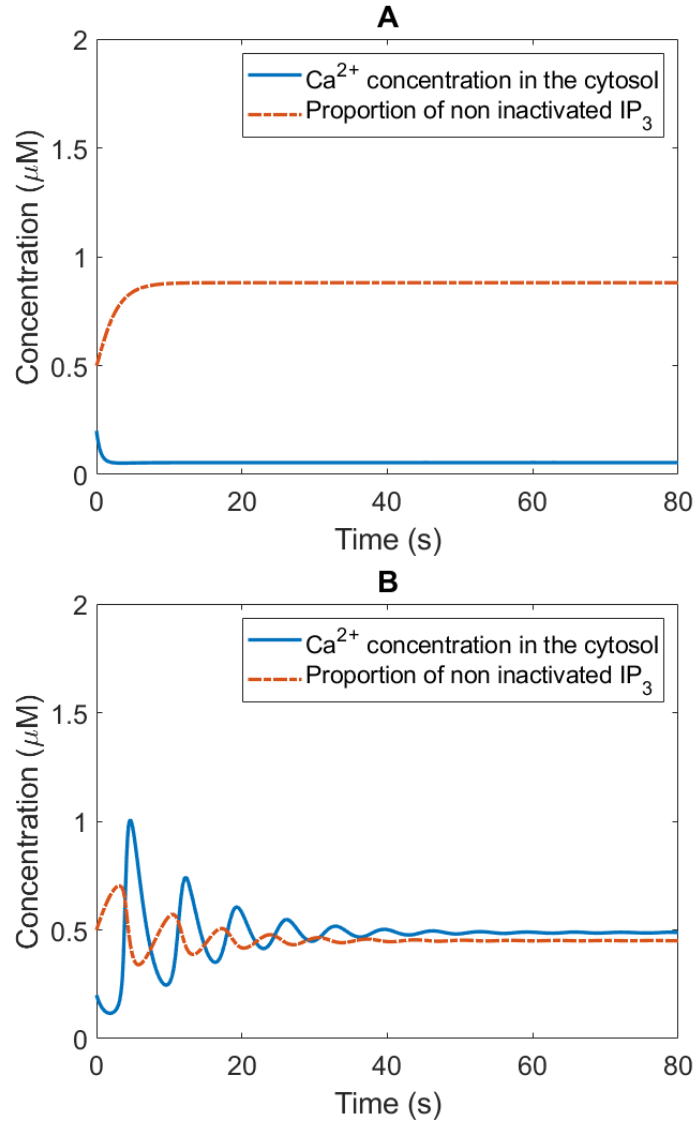 A
2
1.5
1
0.5
0
Concentration (μM)
Ca²⁺ concentration in the cytosol
Proportion of non inactivated IP₃
0 20 40 60 80
Time (s)
B
2
1.5
1
0.5
0
Concentration (μM)
Ca²⁺ concentration in the cytosol
Proportion of non inactivated IP₃
0 20 40 60 80
Time (s)